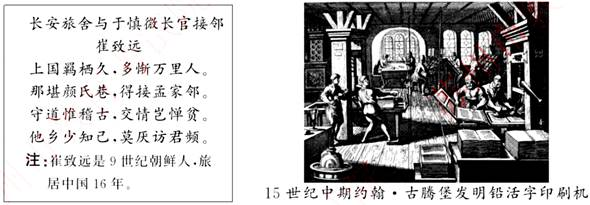 长安旅舍与于慎微长官接邻
崔致远
上国羁栖久，多惭万里人。
那堪颜氏巷，得接孟家邻。
守道惟稽古，交情岂惮贫。
他乡少知己，莫厌访君频。
注：崔致远是9世纪朝鲜人，旅
居中国16年。
15世纪中期约翰·古腾堡发明铅活字印刷机